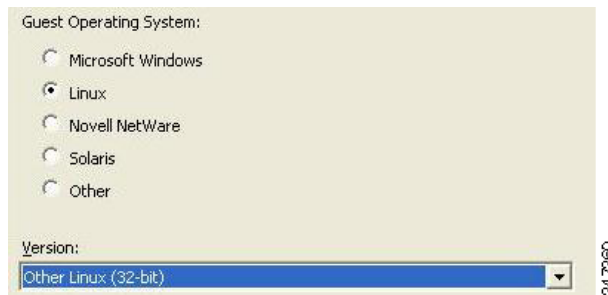 Guest Operating System:
Microsoft Windows
Linux
Novell NetWare
Solaris
Other
Version:
Other Linux (32-bit)